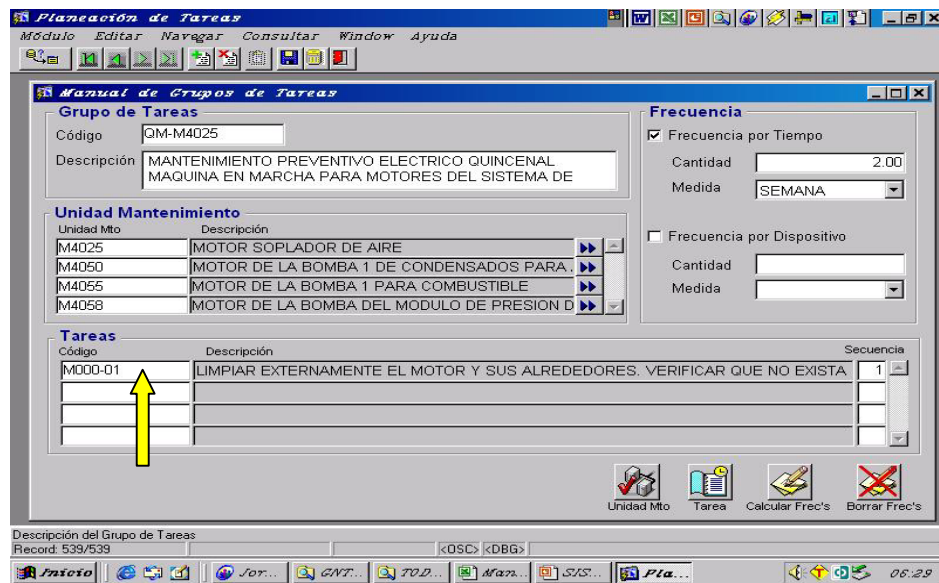 Planeación de Tareas
Módulo Editar Navegar Consultar Window Ayuda
Manual de Grupos de Tareas
Grupo de Tareas
Código QM-M4025
Descripción MANTENIMIENTO PREVENTIVO ELECTRICO QUINCENAL
MAQUINA EN MARCHA PARA MOTORES DEL SISTEMA DE
Frecuencia
Frecuencia por Tiempo
Cantidad 2.00
Medida SEMANA
Frecuencia por Dispositivo
Cantidad
Medida
Unidad Mantenimiento
Unidad Mto Descripción
M4025 MOTOR SOPLADOR DE AIRE
M4050 MOTOR DE LA BOMBA 1 DE CONDENSADOS PARA
M4055 MOTOR DE LA BOMBA 1 PARA COMBUSTIBLE
M4058 MOTOR DE LA BOMBA DEL MODULO DE PRESION D
Tareas
Código Descripción Secuencia
M000-01 LIMPIAR EXTERNAMENTE EL MOTOR Y SUS ALREDEDORES. VERIFICAR QUE NO EXISTA 1
Unidad Mto Tarea Calcular Frec's Borrar Frec's
Descripción del Grupo de Tareas
Record: 539/539 <OSC> <DBG>
Inicio Jor... GNT... TOD... Man... SIS... Pla... 06:29